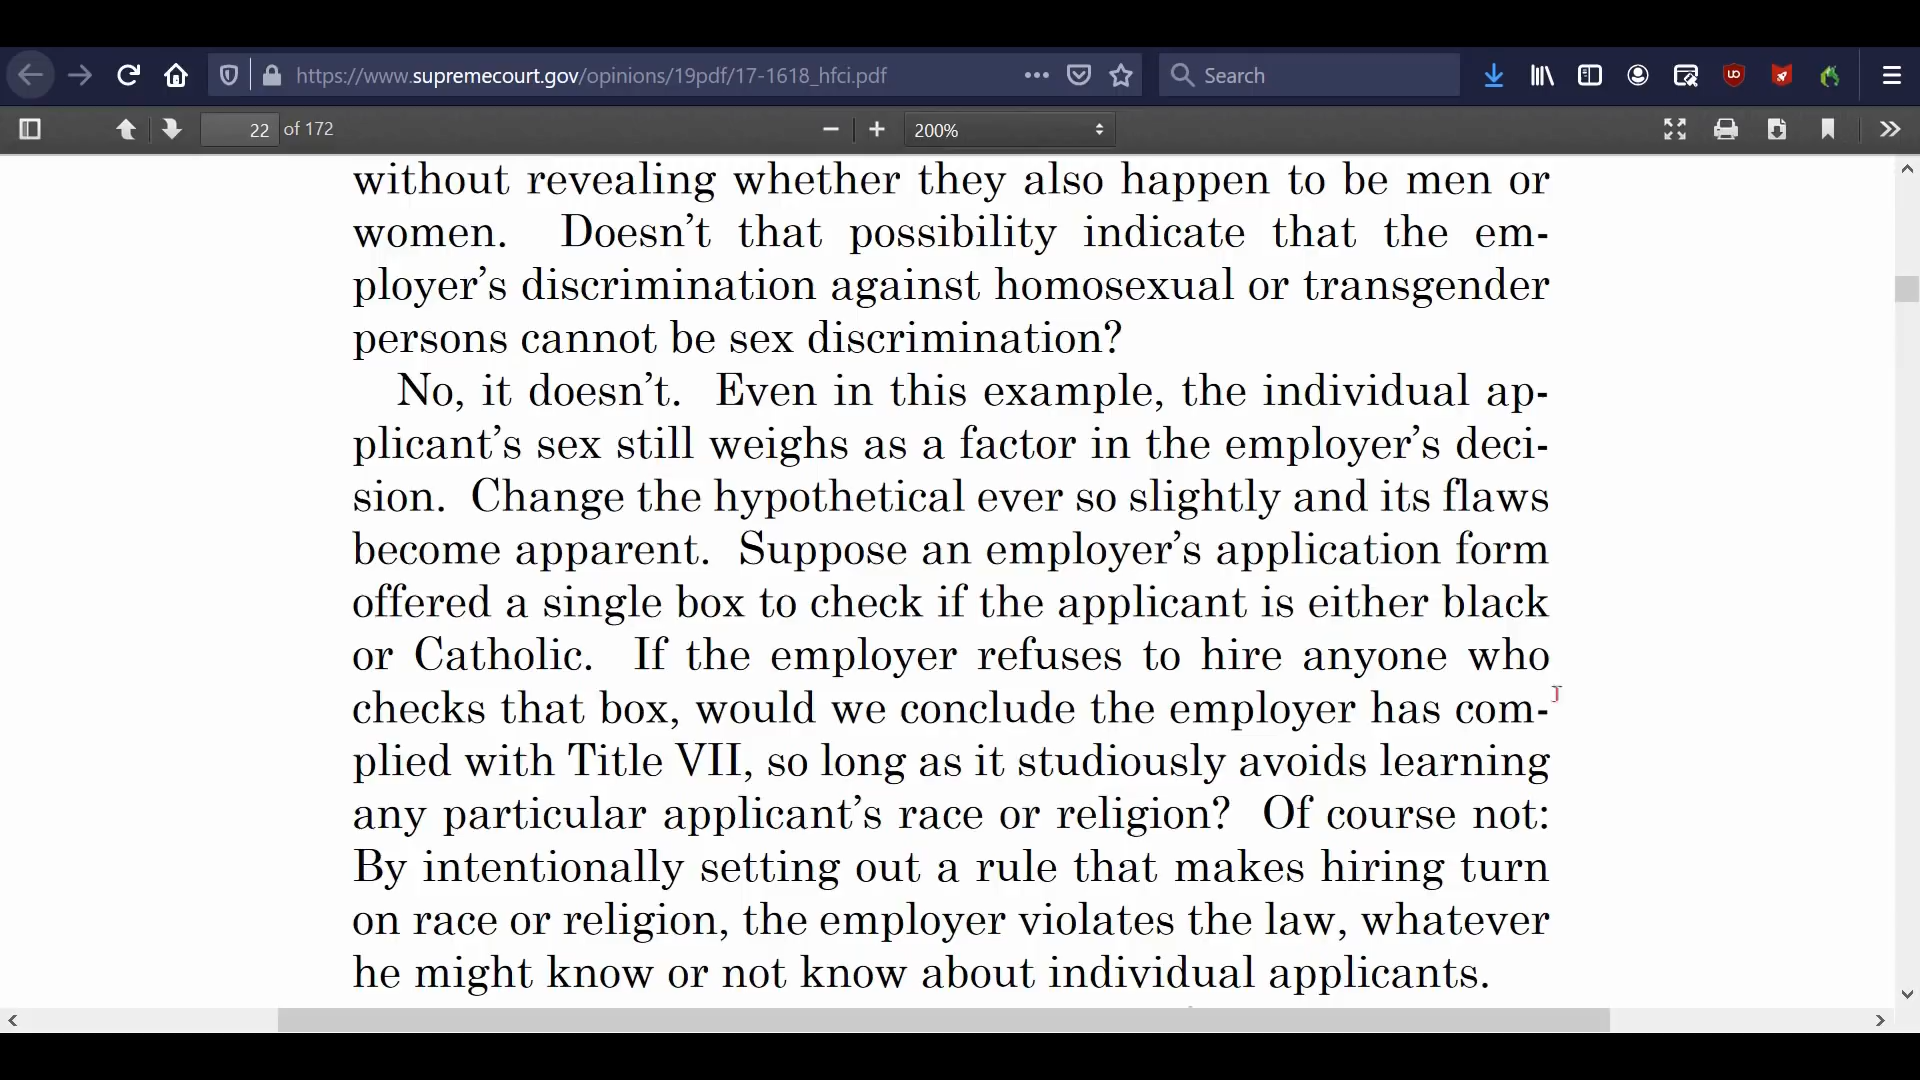 https://www.supremecourt.gov/opinions/19pdf/17-1618_hfci.pdf
Search
22 of 172
200%
without revealing whether they also happen to be men or
women. Doesn’t that possibility indicate that the em-
ployer’s discrimination against homosexual or transgender
persons cannot be sex discrimination?
No, it doesn’t. Even in this example, the individual ap-
plicant’s sex still weighs as a factor in the employer’s deci-
sion. Change the hypothetical ever so slightly and its flaws
become apparent. Suppose an employer’s application form
offered a single box to check if the applicant is either black
or Catholic. If the employer refuses to hire anyone who
checks that box, would we conclude the employer has com-
plied with Title VII, so long as it studiously avoids learning
any particular applicant’s race or religion? Of course not:
By intentionally setting out a rule that makes hiring turn
on race or religion, the employer violates the law, whatever
he might know or not know about individual applicants.